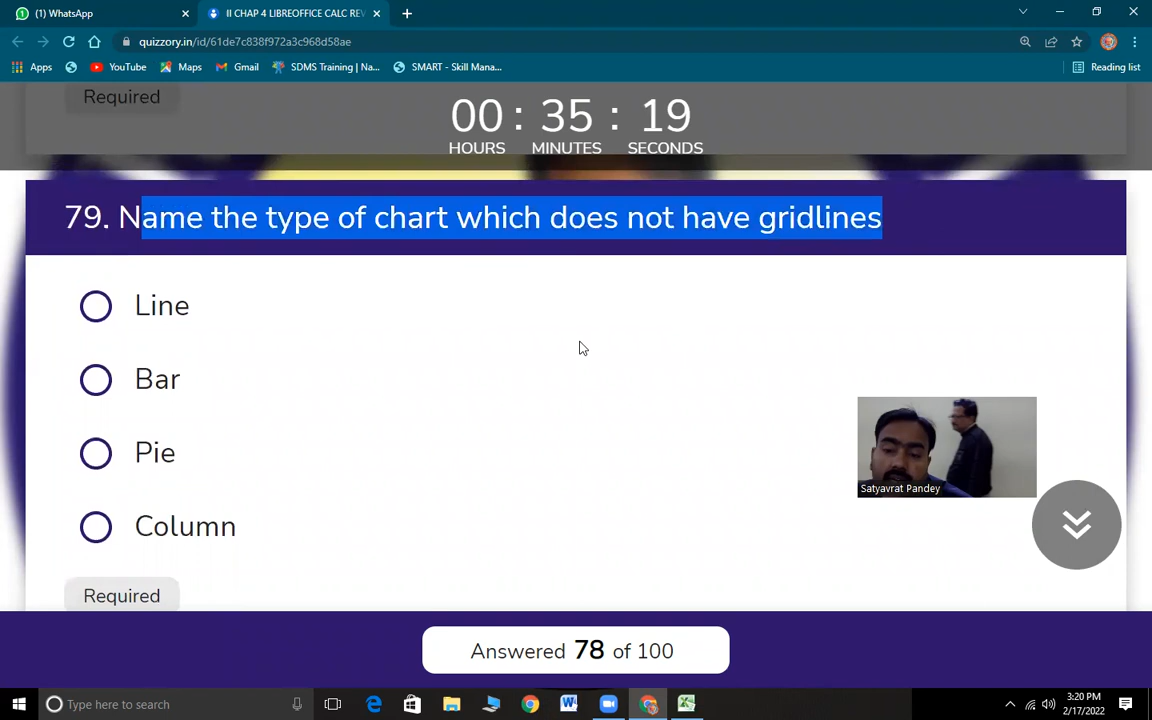 (1) WhatsApp
II CHAP 4 LIBREOFFICE CALC REV
quizzory.in/id/61de7c838f972a3c968d58ae
Apps
YouTube
Maps
Gmail
SDMS Training | Na...
SMART - Skill Mana...
Reading list
Required
00 : 35 : 19
HOURS MINUTES SECONDS
79. Name the type of chart which does not have gridlines
Line
Bar
Pie
Column
Satyavrat Pandey
Required
Answered 78 of 100
Type here to search
3:20 PM
2/17/2022